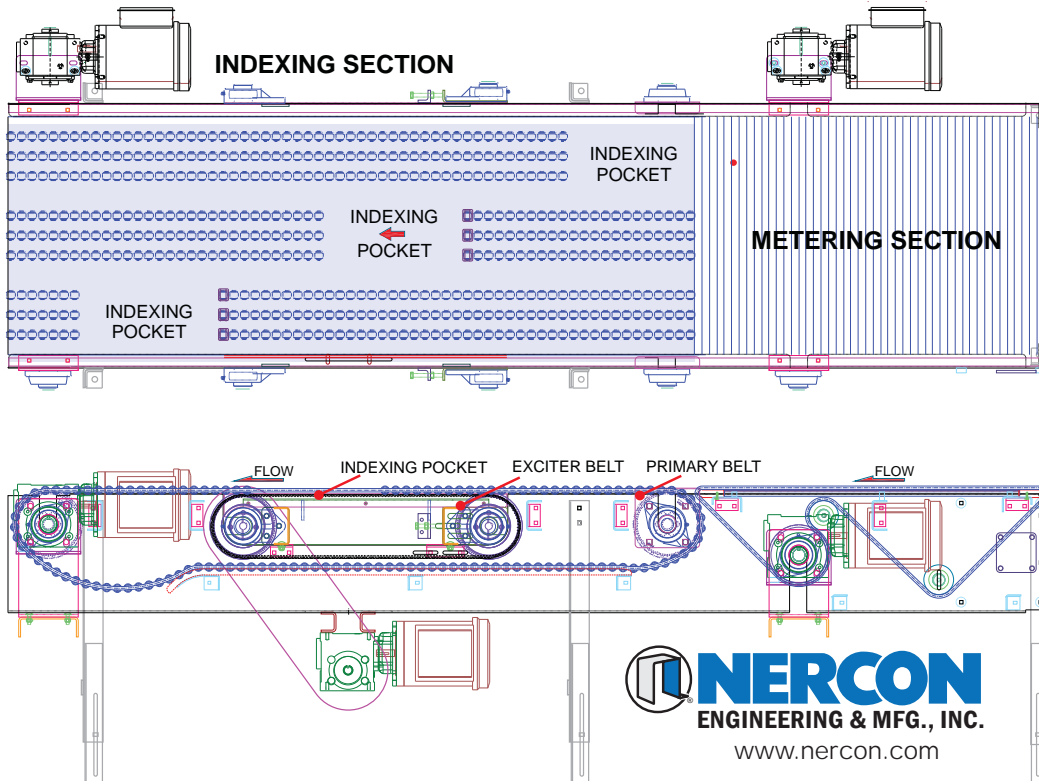 INDEXING SECTION
INDEXING
POCKET
INDEXING
POCKET
METERING SECTION
INDEXING
POCKET
FLOW
INDEXING POCKET
EXCITER BELT
PRIMARY BELT
FLOW
NERCON
ENGINEERING & MFG., INC.
www.nercon.com